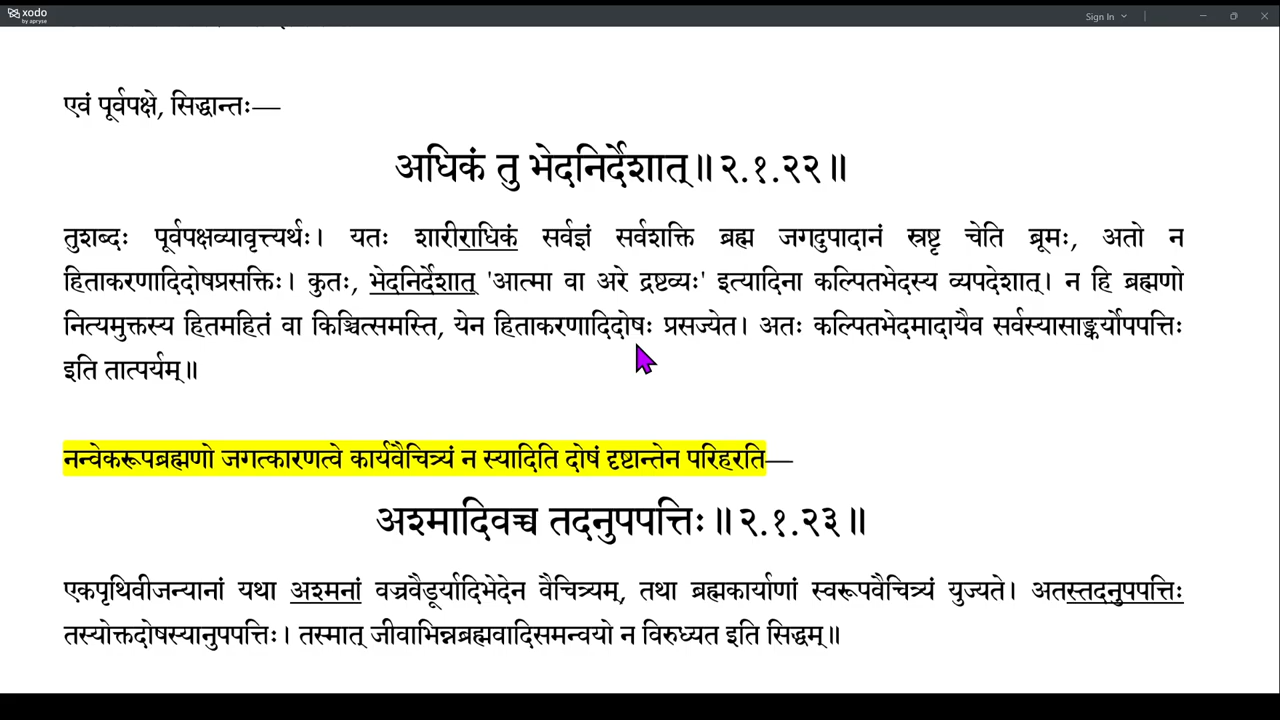 xodo
by apryse
Sign In
एवं पूर्वपक्षे, सिद्धान्तः—
अधिकं तु भेदनिर्देशात्॥२.१.२२॥
तुशब्दः पूर्वपक्षव्यावृत्त्यर्थः। यतः शारीराधिकं सर्वज्ञं सर्वशक्ति ब्रह्म जगदुपादानं स्रष्टृ चेति ब्रूमः, अतो न
हिताकरणादिदोषप्रसक्तिः। कुतः, भेदनिर्देशात् 'आत्मा वा अरे द्रष्टव्यः' इत्यादिना कल्पितभेदस्य व्यपदेशात्। न हि ब्रह्मणो
नित्यमुक्तस्य हितमहितं वा किञ्चित्समस्ति, येन हिताकरणादिदोषः प्रसज्येत। अतः कल्पितभेदमादायैव सर्वस्यासाङ्कर्योपपत्तिः
इति तात्पर्यम्॥
नन्वेकरूपब्रह्मणो जगत्कारणत्वे कार्यवैचित्र्यं न स्यादिति दोषं दृष्टान्तेन परिहरति—
अश्मादिवच्च तदनुपपत्तिः॥२.१.२३॥
एकपृथिवीजन्यानां यथा अश्मनां वज्रवैडूर्यादिभेदेन वैचित्र्यम्, तथा ब्रह्मकार्याणां स्वरूपवैचित्र्यं युज्यते। अतस्तदनुपपत्तिः
तस्योक्तदोषस्यानुपपत्तिः। तस्मात् जीवाभिन्नब्रह्मवादिसमन्वयो न विरुध्यत इति सिद्धम्॥